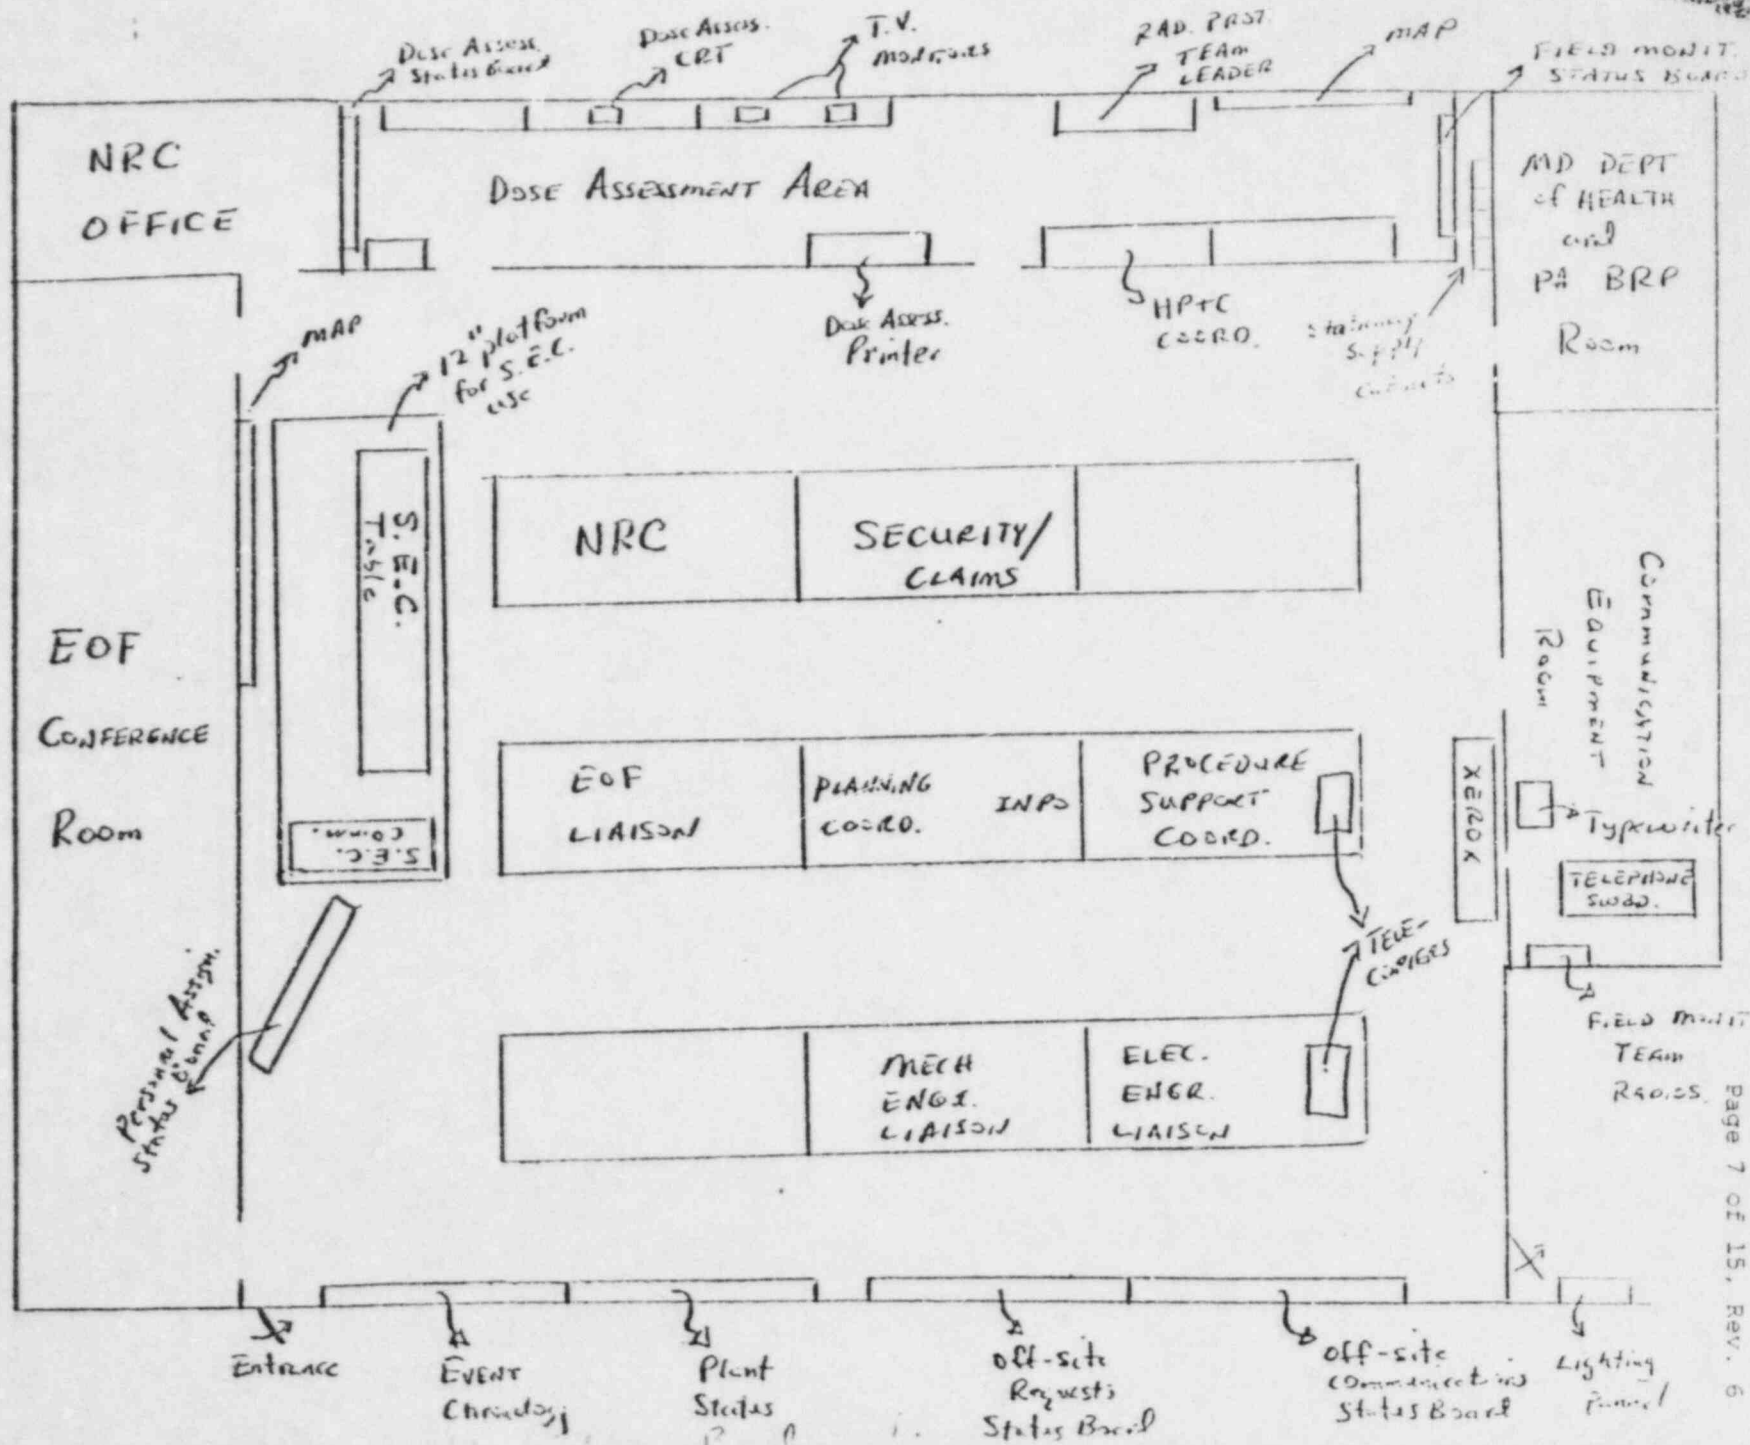 Dose Assess.
Status Board
Dose Assess.
CRT
T.V.
MONITORS
RAD. PROT.
TEAM
LEADER
MAP
FIELD MONIT.
STATUS BOARD
NRC
OFFICE
DOSE ASSESSMENT AREA
MD DEPT
of HEALTH
and
PA BRP
Room
MAP
12" platform
for S.E.C.
use
Dose Assess.
Printer
HP+C
COORD.
Stationary
Supply
Cabinets
S.E.C.
Table
NRC
SECURITY/
CLAIMS
EOF
CONFERENCE
Room
Communication
EQUIPMENT
Room
EOF
LIAISON
PLANNING
COORD.
INPO
PROCEDURE
SUPPORT
COORD.
XEROX
Typewriter
TELEPHONE
SWBD.
S.E.C.
Comm.
TELE-
COPIERS
Personnel Assign.
Status Board
MECH
ENGR.
LIAISON
ELEC.
ENGR.
LIAISON
FIELD MONIT.
TEAM
RADIOS.
Page 7 of 15, Rev. 6
Entrance
EVENT
Chronology
Plant
Status
Off-site
Requests
Status Board
Off-site
Communications
Status Board
Lighting
Pannel